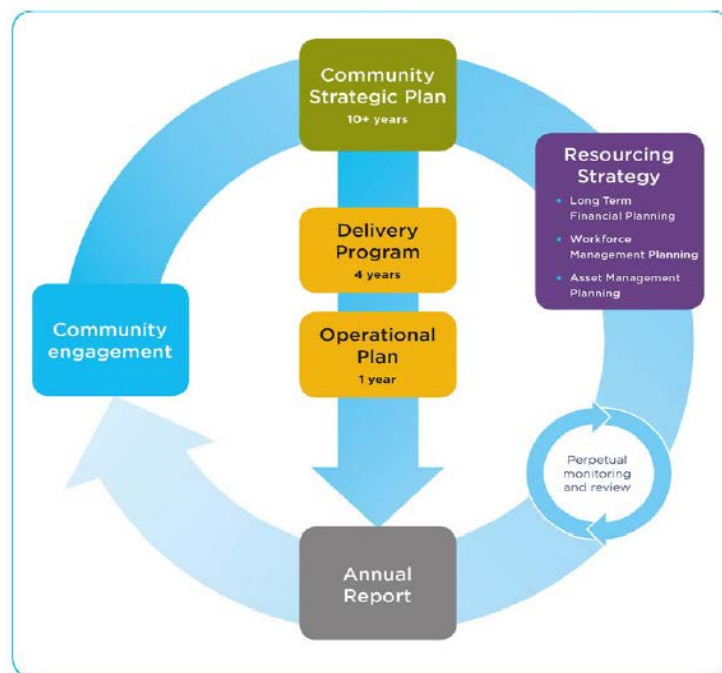 Community
Strategic Plan
10+ years
Resourcing
Strategy
• Long Term
Financial Planning
• Workforce
Management Planning
• Asset Management
Planning
Delivery
Program
4 years
Community
engagement
Operational
Plan
1 year
Perpetual
monitoring
and review
Annual
Report